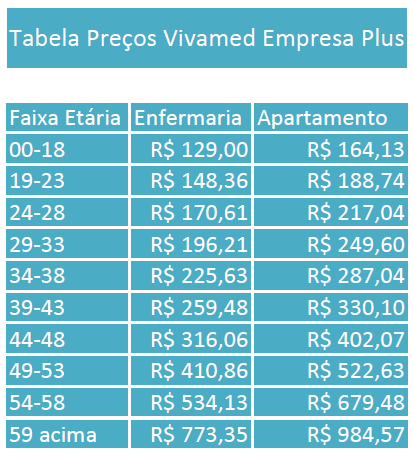 Tabela Preços Vivamed Empresa Plus
Faixa Etária Enfermaria Apartamento
00-18 R$ 129,00 R$ 164,13
19-23 R$ 148,36 R$ 188,74
24-28 R$ 170,61 R$ 217,04
29-33 R$ 196,21 R$ 249,60
34-38 R$ 225,63 R$ 287,04
39-43 R$ 259,48 R$ 330,10
44-48 R$ 316,06 R$ 402,07
49-53 R$ 410,86 R$ 522,63
54-58 R$ 534,13 R$ 679,48
59 acima R$ 773,35 R$ 984,57